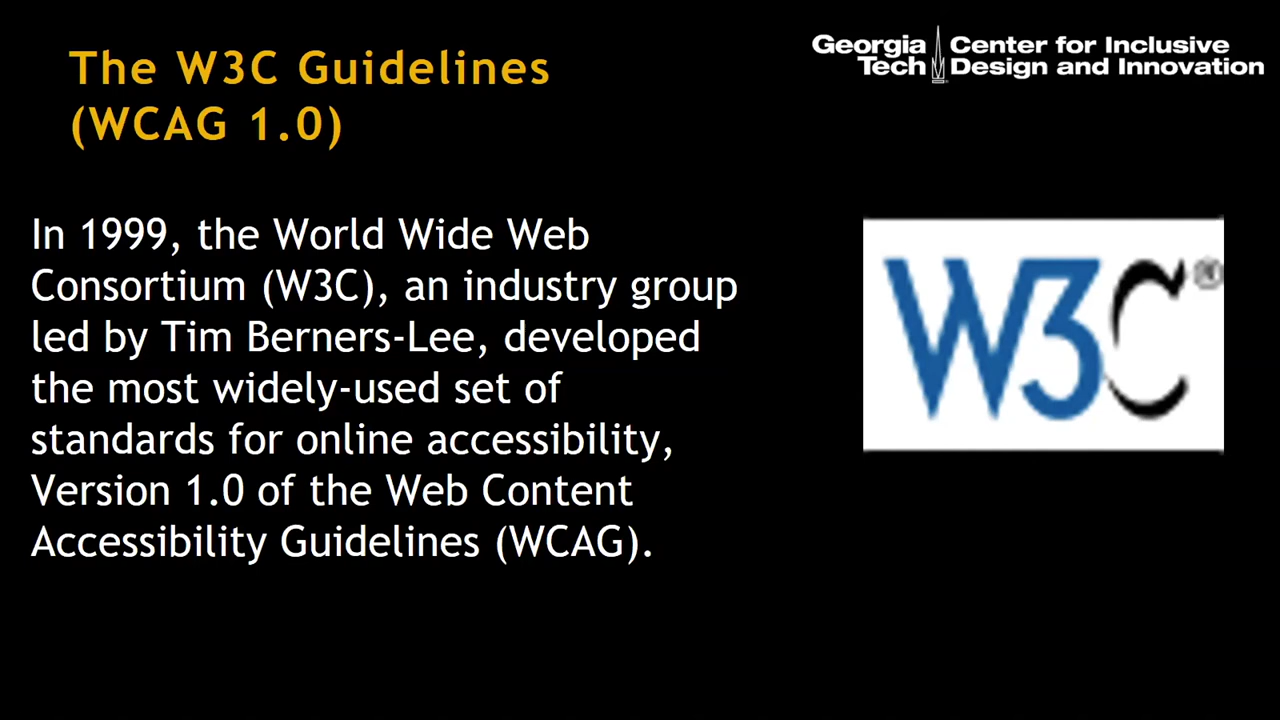 The W3C Guidelines
(WCAG 1.0)
Georgia Tech
Center for Inclusive
Design and Innovation
In 1999, the World Wide Web
Consortium (W3C), an industry group
led by Tim Berners-Lee, developed
the most widely-used set of
standards for online accessibility,
Version 1.0 of the Web Content
Accessibility Guidelines (WCAG).
W3C®